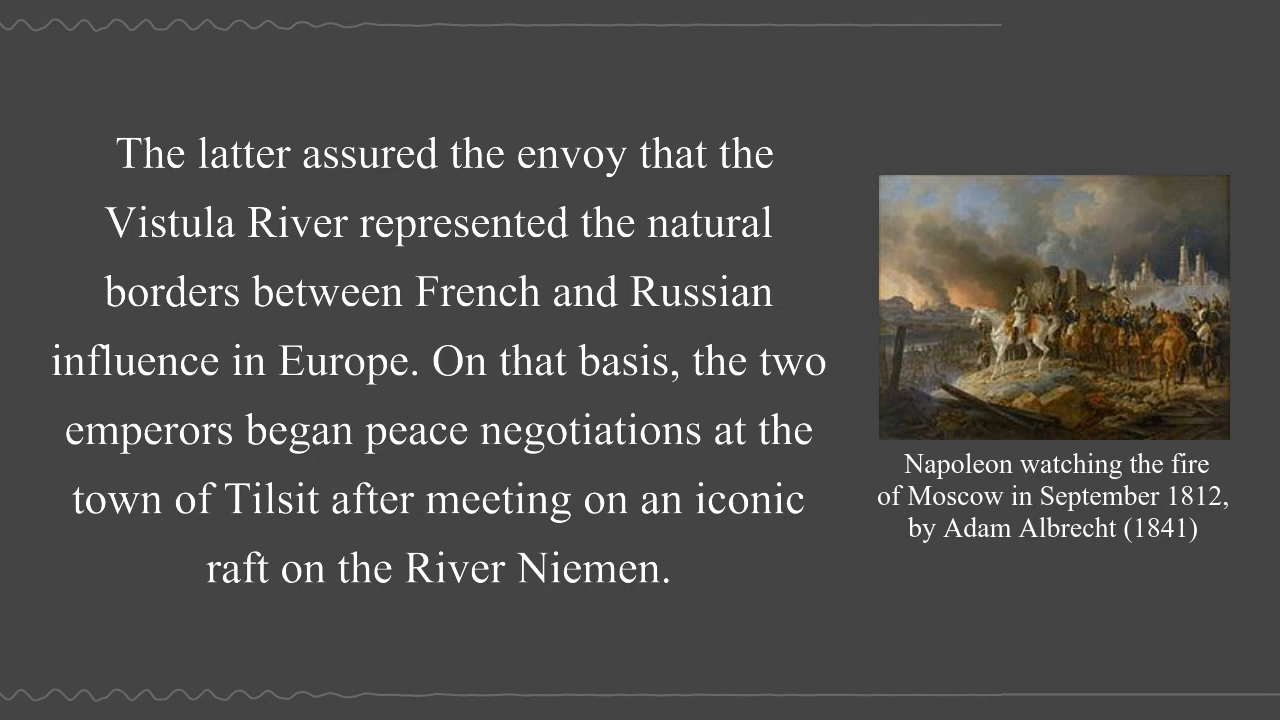 The latter assured the envoy that the
Vistula River represented the natural
borders between French and Russian
influence in Europe. On that basis, the two
emperors began peace negotiations at the
town of Tilsit after meeting on an iconic
raft on the River Niemen.
Napoleon watching the fire
of Moscow in September 1812,
by Adam Albrecht (1841)